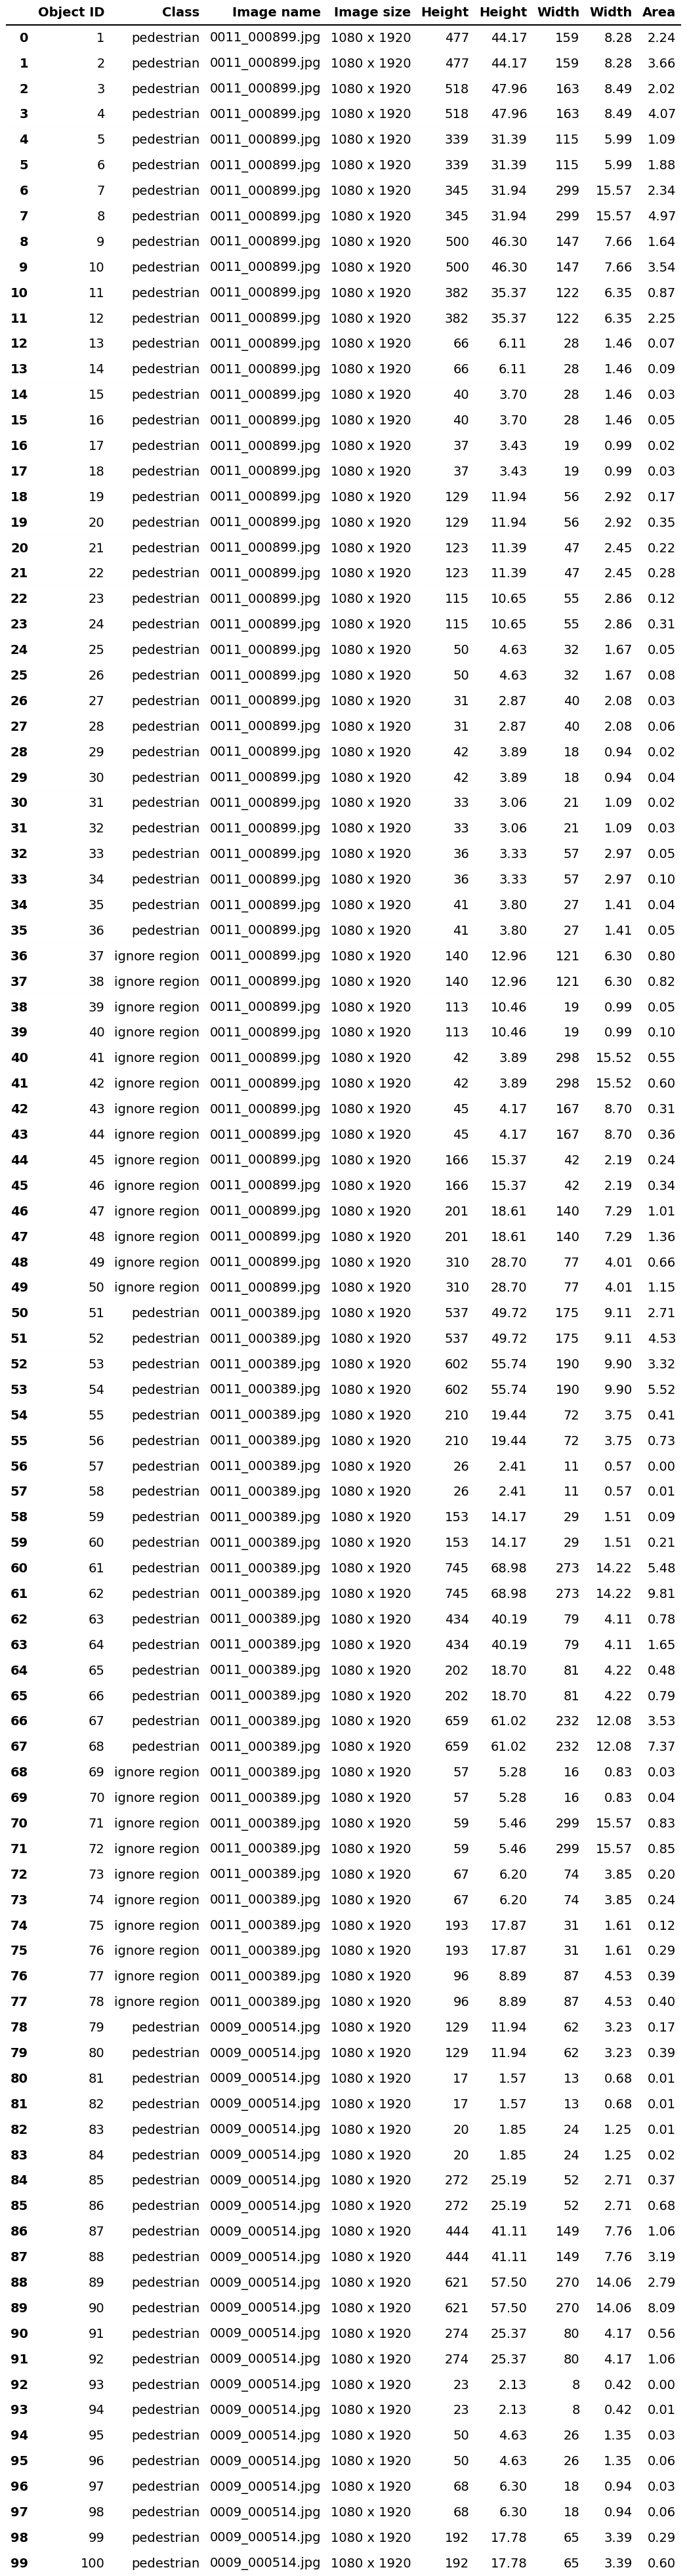 Object ID Class Image name Image size Height Height Width Width Area
0 1 pedestrian 0011_000899.jpg 1080 x 1920 477 44.17 159 8.28 2.24
1 2 pedestrian 0011_000899.jpg 1080 x 1920 477 44.17 159 8.28 3.66
2 3 pedestrian 0011_000899.jpg 1080 x 1920 518 47.96 163 8.49 2.02
3 4 pedestrian 0011_000899.jpg 1080 x 1920 518 47.96 163 8.49 4.07
4 5 pedestrian 0011_000899.jpg 1080 x 1920 339 31.39 115 5.99 1.09
5 6 pedestrian 0011_000899.jpg 1080 x 1920 339 31.39 115 5.99 1.88
6 7 pedestrian 0011_000899.jpg 1080 x 1920 345 31.94 299 15.57 2.34
7 8 pedestrian 0011_000899.jpg 1080 x 1920 345 31.94 299 15.57 4.97
8 9 pedestrian 0011_000899.jpg 1080 x 1920 500 46.30 147 7.66 1.64
9 10 pedestrian 0011_000899.jpg 1080 x 1920 500 46.30 147 7.66 3.54
10 11 pedestrian 0011_000899.jpg 1080 x 1920 382 35.37 122 6.35 0.87
11 12 pedestrian 0011_000899.jpg 1080 x 1920 382 35.37 122 6.35 2.25
12 13 pedestrian 0011_000899.jpg 1080 x 1920 66 6.11 28 1.46 0.07
13 14 pedestrian 0011_000899.jpg 1080 x 1920 66 6.11 28 1.46 0.09
14 15 pedestrian 0011_000899.jpg 1080 x 1920 40 3.70 28 1.46 0.03
15 16 pedestrian 0011_000899.jpg 1080 x 1920 40 3.70 28 1.46 0.05
16 17 pedestrian 0011_000899.jpg 1080 x 1920 37 3.43 19 0.99 0.02
17 18 pedestrian 0011_000899.jpg 1080 x 1920 37 3.43 19 0.99 0.03
18 19 pedestrian 0011_000899.jpg 1080 x 1920 129 11.94 56 2.92 0.17
19 20 pedestrian 0011_000899.jpg 1080 x 1920 129 11.94 56 2.92 0.35
20 21 pedestrian 0011_000899.jpg 1080 x 1920 123 11.39 47 2.45 0.22
21 22 pedestrian 0011_000899.jpg 1080 x 1920 123 11.39 47 2.45 0.28
22 23 pedestrian 0011_000899.jpg 1080 x 1920 115 10.65 55 2.86 0.12
23 24 pedestrian 0011_000899.jpg 1080 x 1920 115 10.65 55 2.86 0.31
24 25 pedestrian 0011_000899.jpg 1080 x 1920 50 4.63 32 1.67 0.05
25 26 pedestrian 0011_000899.jpg 1080 x 1920 50 4.63 32 1.67 0.08
26 27 pedestrian 0011_000899.jpg 1080 x 1920 31 2.87 40 2.08 0.03
27 28 pedestrian 0011_000899.jpg 1080 x 1920 31 2.87 40 2.08 0.06
28 29 pedestrian 0011_000899.jpg 1080 x 1920 42 3.89 18 0.94 0.02
29 30 pedestrian 0011_000899.jpg 1080 x 1920 42 3.89 18 0.94 0.04
30 31 pedestrian 0011_000899.jpg 1080 x 1920 33 3.06 21 1.09 0.02
31 32 pedestrian 0011_000899.jpg 1080 x 1920 33 3.06 21 1.09 0.03
32 33 pedestrian 0011_000899.jpg 1080 x 1920 36 3.33 57 2.97 0.05
33 34 pedestrian 0011_000899.jpg 1080 x 1920 36 3.33 57 2.97 0.10
34 35 pedestrian 0011_000899.jpg 1080 x 1920 41 3.80 27 1.41 0.04
35 36 pedestrian 0011_000899.jpg 1080 x 1920 41 3.80 27 1.41 0.05
36 37 ignore region 0011_000899.jpg 1080 x 1920 140 12.96 121 6.30 0.80
37 38 ignore region 0011_000899.jpg 1080 x 1920 140 12.96 121 6.30 0.82
38 39 ignore region 0011_000899.jpg 1080 x 1920 113 10.46 19 0.99 0.05
39 40 ignore region 0011_000899.jpg 1080 x 1920 113 10.46 19 0.99 0.10
40 41 ignore region 0011_000899.jpg 1080 x 1920 42 3.89 298 15.52 0.55
41 42 ignore region 0011_000899.jpg 1080 x 1920 42 3.89 298 15.52 0.60
42 43 ignore region 0011_000899.jpg 1080 x 1920 45 4.17 167 8.70 0.31
43 44 ignore region 0011_000899.jpg 1080 x 1920 45 4.17 167 8.70 0.36
44 45 ignore region 0011_000899.jpg 1080 x 1920 166 15.37 42 2.19 0.24
45 46 ignore region 0011_000899.jpg 1080 x 1920 166 15.37 42 2.19 0.34
46 47 ignore region 0011_000899.jpg 1080 x 1920 201 18.61 140 7.29 1.01
47 48 ignore region 0011_000899.jpg 1080 x 1920 201 18.61 140 7.29 1.36
48 49 ignore region 0011_000899.jpg 1080 x 1920 310 28.70 77 4.01 0.66
49 50 ignore region 0011_000899.jpg 1080 x 1920 310 28.70 77 4.01 1.15
50 51 pedestrian 0011_000389.jpg 1080 x 1920 537 49.72 175 9.11 2.71
51 52 pedestrian 0011_000389.jpg 1080 x 1920 537 49.72 175 9.11 4.53
52 53 pedestrian 0011_000389.jpg 1080 x 1920 602 55.74 190 9.90 3.32
53 54 pedestrian 0011_000389.jpg 1080 x 1920 602 55.74 190 9.90 5.52
54 55 pedestrian 0011_000389.jpg 1080 x 1920 210 19.44 72 3.75 0.41
55 56 pedestrian 0011_000389.jpg 1080 x 1920 210 19.44 72 3.75 0.73
56 57 pedestrian 0011_000389.jpg 1080 x 1920 26 2.41 11 0.57 0.00
57 58 pedestrian 0011_000389.jpg 1080 x 1920 26 2.41 11 0.57 0.01
58 59 pedestrian 0011_000389.jpg 1080 x 1920 153 14.17 29 1.51 0.09
59 60 pedestrian 0011_000389.jpg 1080 x 1920 153 14.17 29 1.51 0.21
60 61 pedestrian 0011_000389.jpg 1080 x 1920 745 68.98 273 14.22 5.48
61 62 pedestrian 0011_000389.jpg 1080 x 1920 745 68.98 273 14.22 9.81
62 63 pedestrian 0011_000389.jpg 1080 x 1920 434 40.19 79 4.11 0.78
63 64 pedestrian 0011_000389.jpg 1080 x 1920 434 40.19 79 4.11 1.65
64 65 pedestrian 0011_000389.jpg 1080 x 1920 202 18.70 81 4.22 0.48
65 66 pedestrian 0011_000389.jpg 1080 x 1920 202 18.70 81 4.22 0.79
66 67 pedestrian 0011_000389.jpg 1080 x 1920 659 61.02 232 12.08 3.53
67 68 pedestrian 0011_000389.jpg 1080 x 1920 659 61.02 232 12.08 7.37
68 69 ignore region 0011_000389.jpg 1080 x 1920 57 5.28 16 0.83 0.03
69 70 ignore region 0011_000389.jpg 1080 x 1920 57 5.28 16 0.83 0.04
70 71 ignore region 0011_000389.jpg 1080 x 1920 59 5.46 299 15.57 0.83
71 72 ignore region 0011_000389.jpg 1080 x 1920 59 5.46 299 15.57 0.85
72 73 ignore region 0011_000389.jpg 1080 x 1920 67 6.20 74 3.85 0.20
73 74 ignore region 0011_000389.jpg 1080 x 1920 67 6.20 74 3.85 0.24
74 75 ignore region 0011_000389.jpg 1080 x 1920 193 17.87 31 1.61 0.12
75 76 ignore region 0011_000389.jpg 1080 x 1920 193 17.87 31 1.61 0.29
76 77 ignore region 0011_000389.jpg 1080 x 1920 96 8.89 87 4.53 0.39
77 78 ignore region 0011_000389.jpg 1080 x 1920 96 8.89 87 4.53 0.40
78 79 pedestrian 0009_000514.jpg 1080 x 1920 129 11.94 62 3.23 0.17
79 80 pedestrian 0009_000514.jpg 1080 x 1920 129 11.94 62 3.23 0.39
80 81 pedestrian 0009_000514.jpg 1080 x 1920 17 1.57 13 0.68 0.01
81 82 pedestrian 0009_000514.jpg 1080 x 1920 17 1.57 13 0.68 0.01
82 83 pedestrian 0009_000514.jpg 1080 x 1920 20 1.85 24 1.25 0.01
83 84 pedestrian 0009_000514.jpg 1080 x 1920 20 1.85 24 1.25 0.02
84 85 pedestrian 0009_000514.jpg 1080 x 1920 272 25.19 52 2.71 0.37
85 86 pedestrian 0009_000514.jpg 1080 x 1920 272 25.19 52 2.71 0.68
86 87 pedestrian 0009_000514.jpg 1080 x 1920 444 41.11 149 7.76 1.06
87 88 pedestrian 0009_000514.jpg 1080 x 1920 444 41.11 149 7.76 3.19
88 89 pedestrian 0009_000514.jpg 1080 x 1920 621 57.50 270 14.06 2.79
89 90 pedestrian 0009_000514.jpg 1080 x 1920 621 57.50 270 14.06 8.09
90 91 pedestrian 0009_000514.jpg 1080 x 1920 274 25.37 80 4.17 0.56
91 92 pedestrian 0009_000514.jpg 1080 x 1920 274 25.37 80 4.17 1.06
92 93 pedestrian 0009_000514.jpg 1080 x 1920 23 2.13 8 0.42 0.00
93 94 pedestrian 0009_000514.jpg 1080 x 1920 23 2.13 8 0.42 0.01
94 95 pedestrian 0009_000514.jpg 1080 x 1920 50 4.63 26 1.35 0.03
95 96 pedestrian 0009_000514.jpg 1080 x 1920 50 4.63 26 1.35 0.06
96 97 pedestrian 0009_000514.jpg 1080 x 1920 68 6.30 18 0.94 0.03
97 98 pedestrian 0009_000514.jpg 1080 x 1920 68 6.30 18 0.94 0.06
98 99 pedestrian 0009_000514.jpg 1080 x 1920 192 17.78 65 3.39 0.29
99 100 pedestrian 0009_000514.jpg 1080 x 1920 192 17.78 65 3.39 0.60